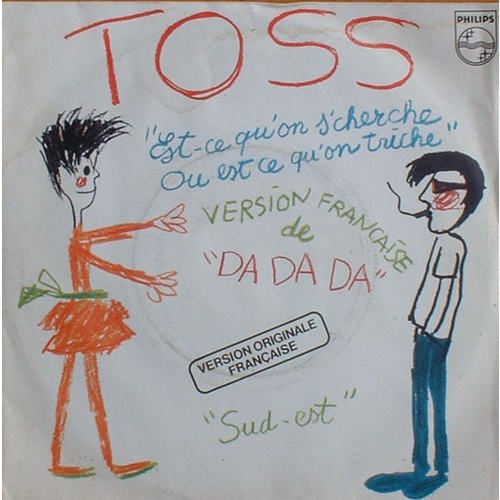 TOSS
PHILIPS
"Est-ce qu'on s'cherche
Ou est ce qu'on triche"
VERSION FRANCAISE
de
"DA DA DA"
VERSION ORIGINALE
FRANÇAISE
"Sud-est"